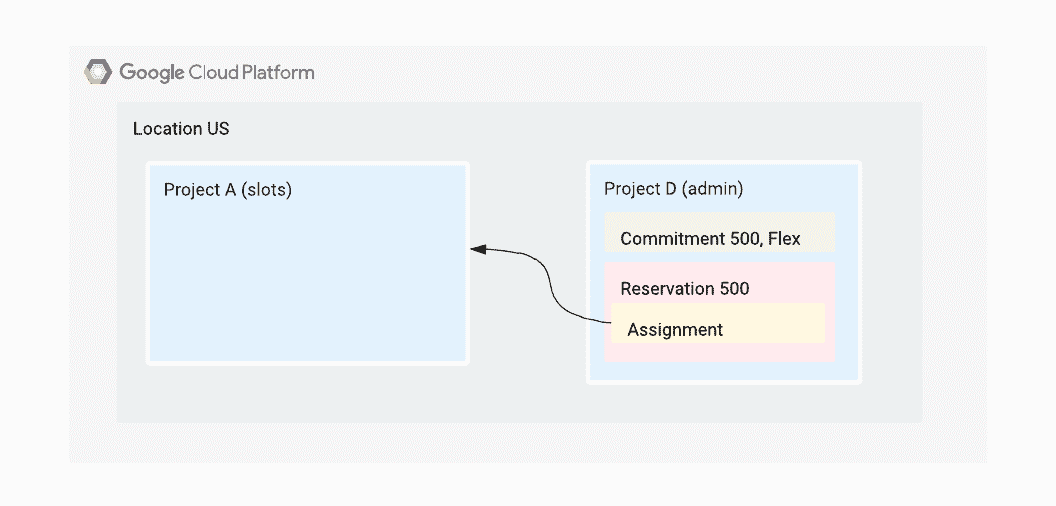 Google Cloud Platform
Location US
Project A (slots)
Project D (admin)
Commitment 500, Flex
Reservation 500
Assignment